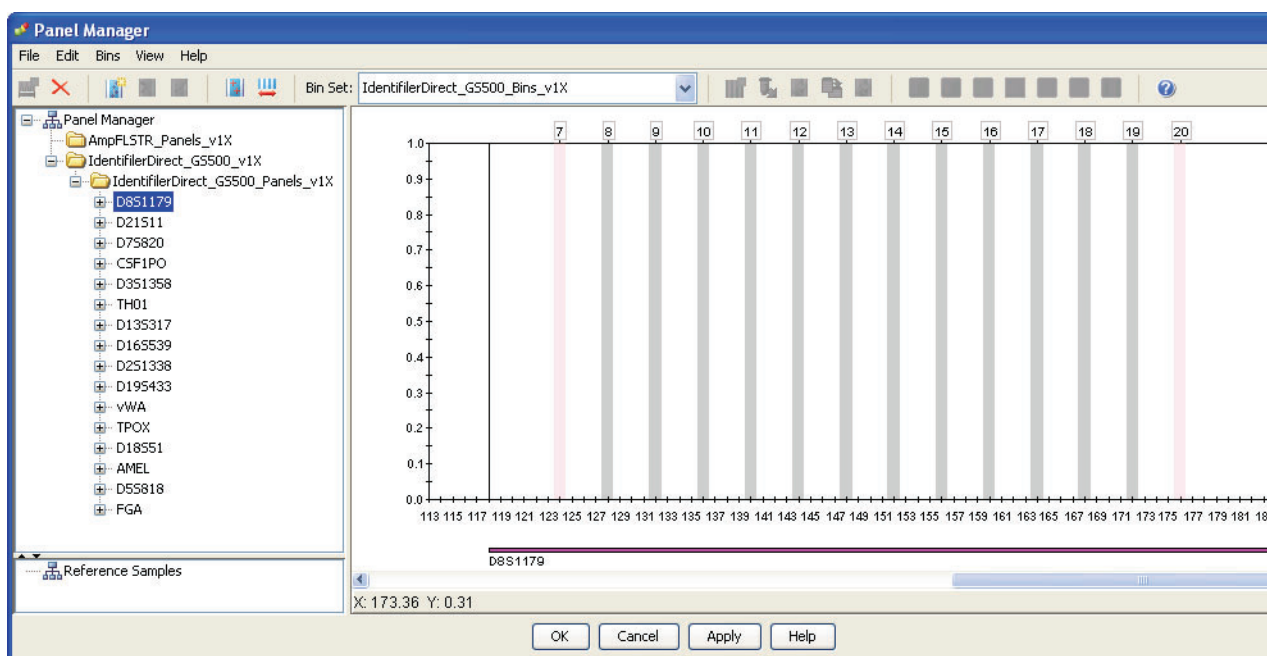 Panel Manager
File Edit Bins View Help
Bin Set: IdentifilerDirect_GS500_Bins_v1X
Panel Manager
AmpFLSTR_Panels_v1X
IdentifilerDirect_GS500_v1X
IdentifilerDirect_GS500_Panels_v1X
D8S1179
D21S11
D7S820
CSF1PO
D3S1358
TH01
D13S317
D16S539
D2S1338
D19S433
vWA
TPOX
D18S51
AMEL
D5S818
FGA
Reference Samples
7 8 9 10 11 12 13 14 15 16 17 18 19 20
1.0
0.9
0.8
0.7
0.6
0.5
0.4
0.3
0.2
0.1
0.0
113 115 117 119 121 123 125 127 129 131 133 135 137 139 141 143 145 147 149 151 153 155 157 159 161 163 165 167 169 171 173 175 177 179 181 18
D8S1179
X: 173.36 Y: 0.31
OK Cancel Apply Help